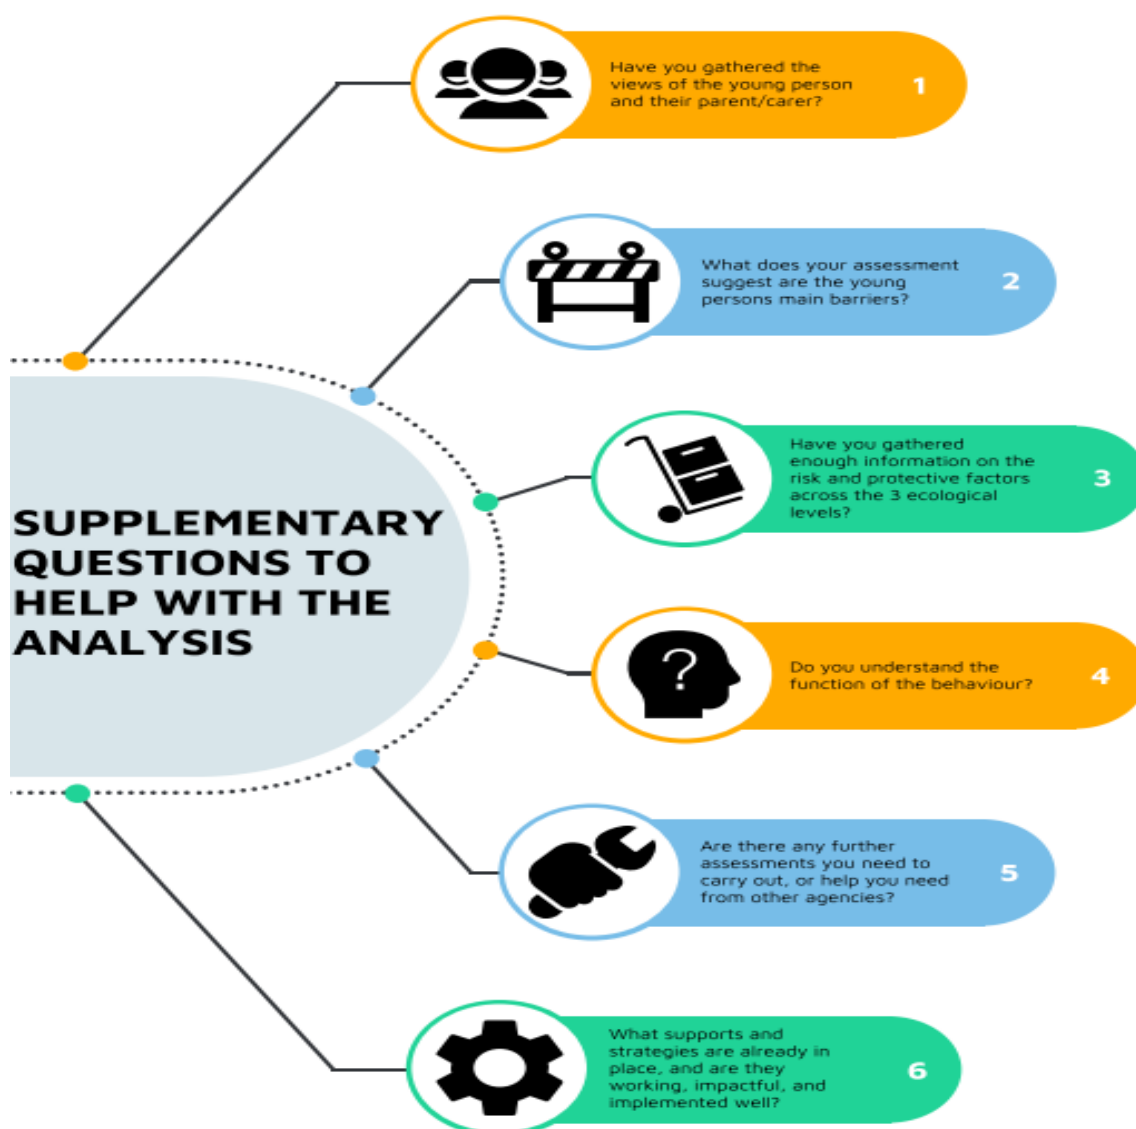 Have you gathered the
views of the young person
and their parent/carer?
1
What does your assessment
suggest are the young
persons main barriers?
2
Have you gathered
enough information on the
risk and protective factors
across the 3 ecological
levels?
3
SUPPLEMENTARY
QUESTIONS TO
HELP WITH THE
ANALYSIS
?
Do you understand the
function of the behaviour?
4
Are there any further
assessments you need to
carry out, or help you need
from other agencies?
5
What supports and
strategies are already in
place, and are they
working, impactful, and
implemented well?
6